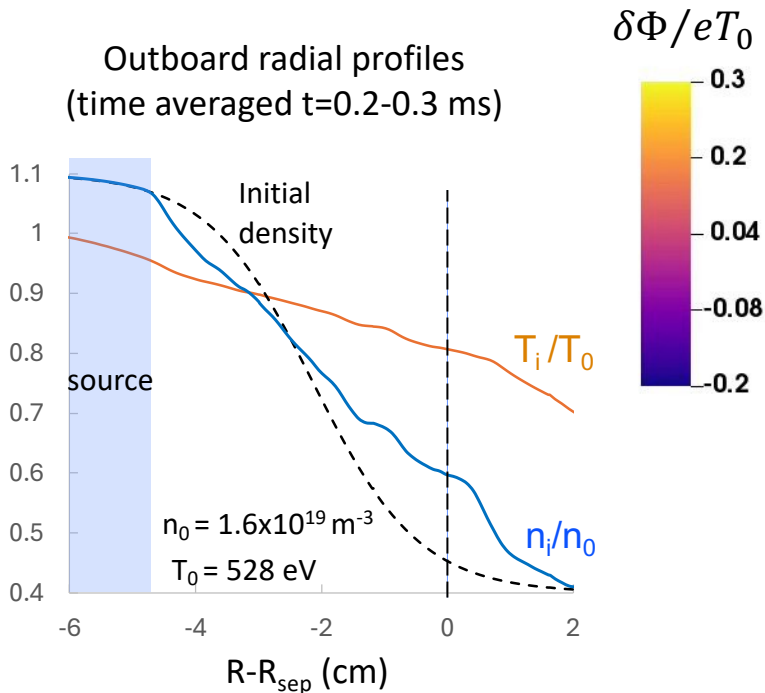 δΦ/eT₀
Outboard radial profiles
(time averaged t=0.2-0.3 ms)
0.3
0.2
0.04
-0.08
-0.2
1.1
1
0.9
0.8
0.7
0.6
0.5
0.4
Initial
density
source
Tᵢ/T₀
nᵢ/n₀
n₀ = 1.6x10¹⁹ m⁻³
T₀ = 528 eV
-6
-4
-2
0
2
R-Rₛₑₚ (cm)